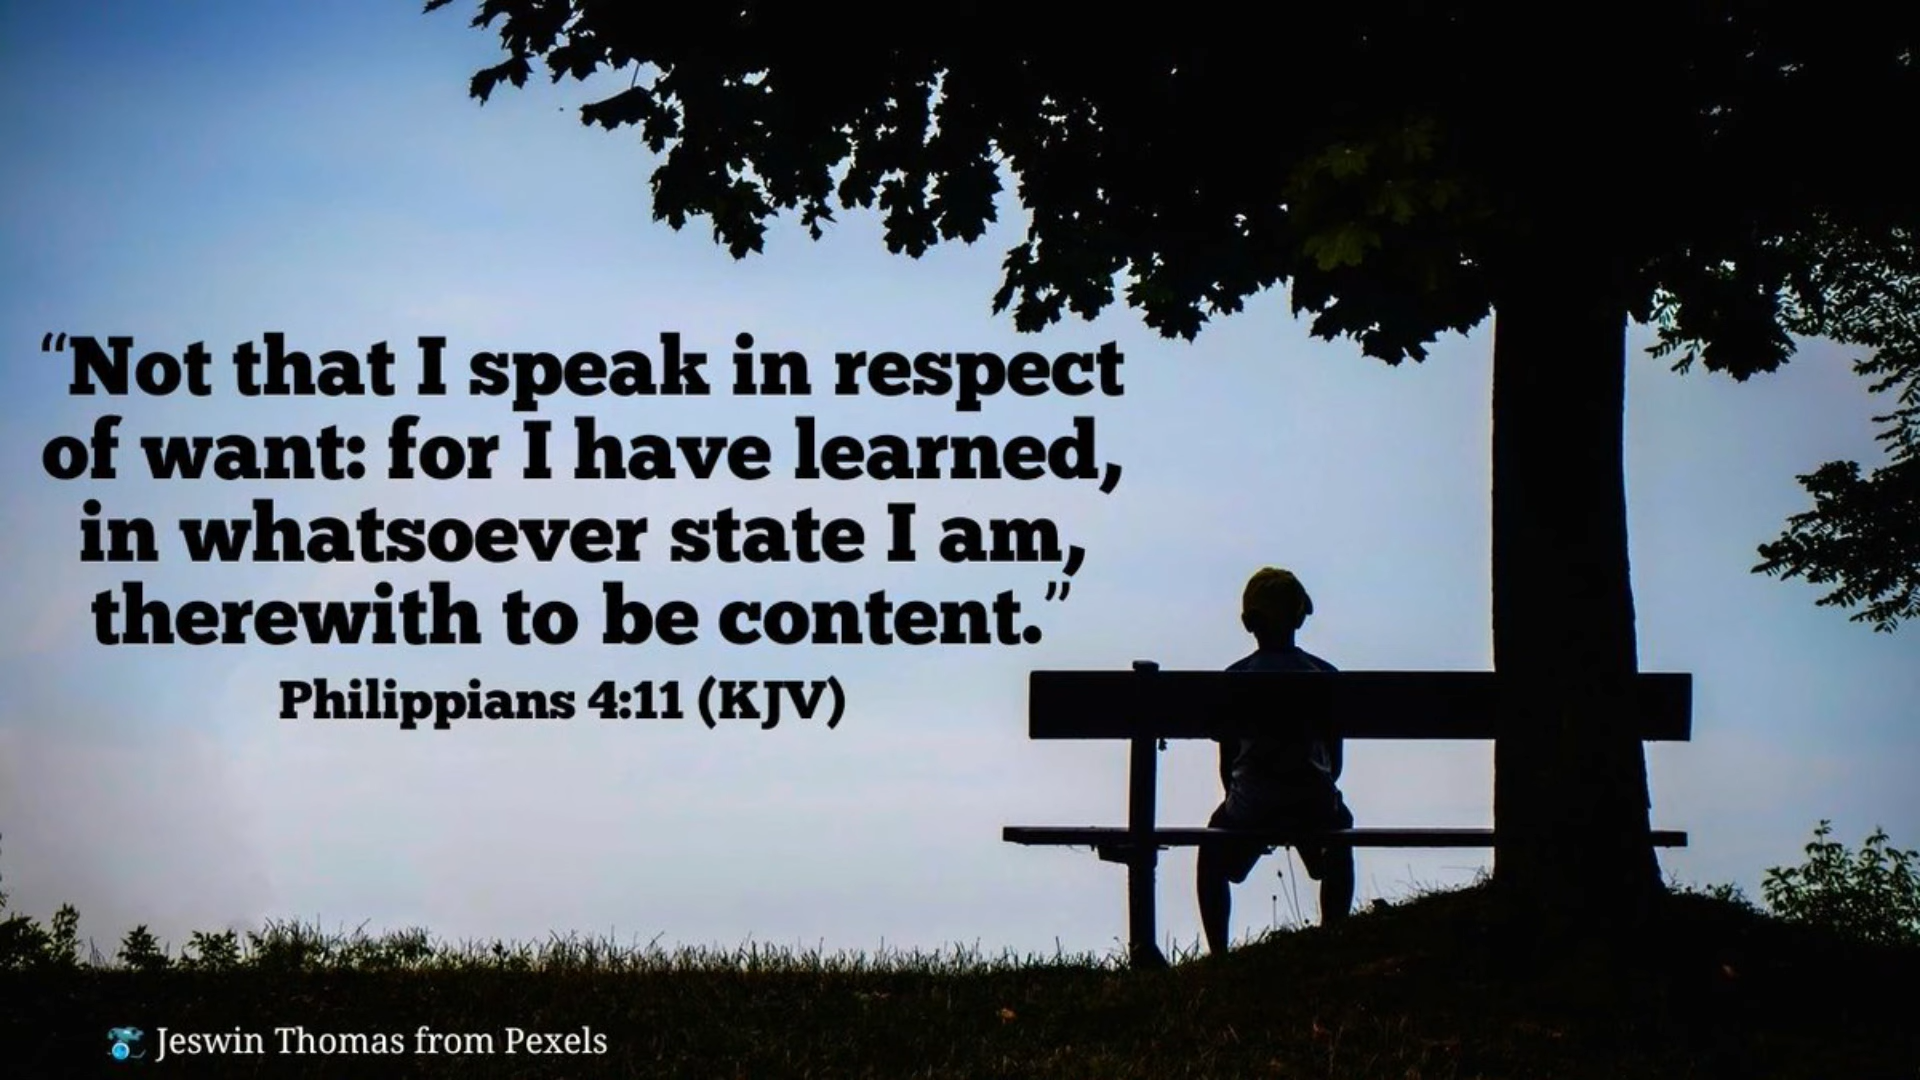 “Not that I speak in respect
of want: for I have learned,
in whatsoever state I am,
therewith to be content.”
Philippians 4:11 (KJV)
Jeswin Thomas from Pexels